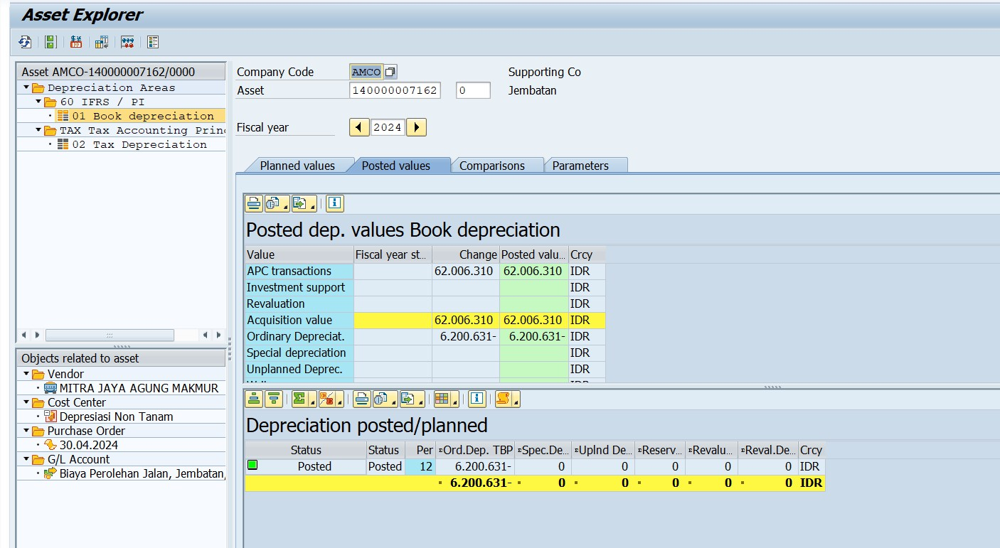 Asset Explorer
Asset AMCO-140000007162/0000
Depreciation Areas
60 IFRS / PI
01 Book depreciation
TAX Tax Accounting Prin
02 Tax Depreciation
Objects related to asset
Vendor
MITRA JAYA AGUNG MAKMUR
Cost Center
Depresiasi Non Tanam
Purchase Order
30.04.2024
G/L Account
Biaya Perolehan Jalan, Jembatan,
Company Code AMCO Supporting Co
Asset 140000007162 0 Jembatan
Fiscal year 2024
Planned values Posted values Comparisons Parameters
Posted dep. values Book depreciation
Value Fiscal year st... Change Posted valu... Crcy
APC transactions 62.006.310 62.006.310 IDR
Investment support IDR
Revaluation IDR
Acquisition value 62.006.310 62.006.310 IDR
Ordinary Depreciat. 6.200.631- 6.200.631- IDR
Special depreciation IDR
Unplanned Deprec. IDR
Depreciation posted/planned
Status Status Per Ord.Dep. TBP Spec.De... Uplnd De... Reserv... Revalu... Reval.De... Crcy
Posted Posted 12 6.200.631- 0 0 0 0 0 IDR
6.200.631- 0 0 0 0 0 IDR